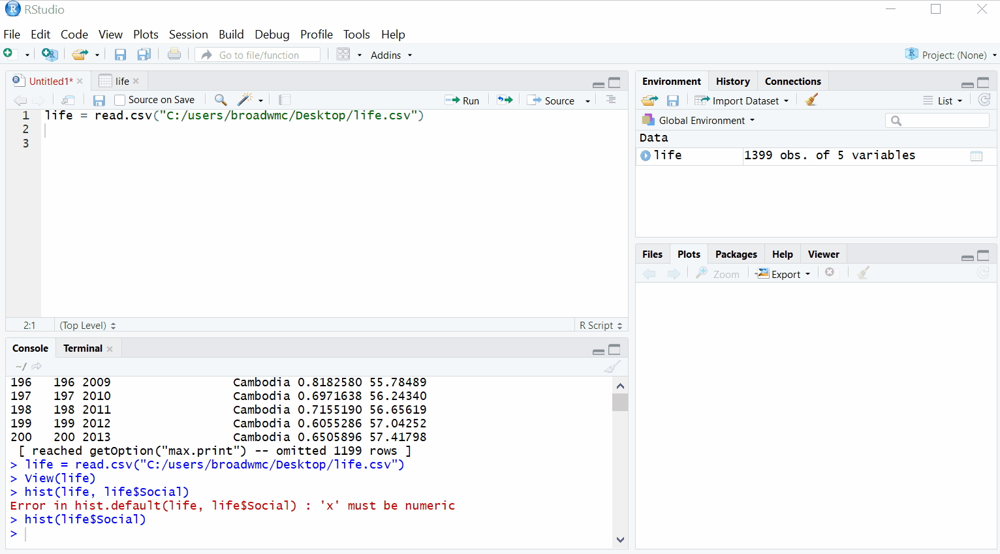 RStudio
File Edit Code View Plots Session Build Debug Profile Tools Help
Go to file/function Addins Project: (None)
Untitled1* life
Source on Save Run Source
1 life = read.csv("C:/users/broadwmc/Desktop/life.csv")
2
3
2:1 (Top Level) R Script
Console Terminal
~/
196 196 2009 Cambodia 0.8182580 55.78489
197 197 2010 Cambodia 0.6971638 56.24340
198 198 2011 Cambodia 0.7155190 56.65619
199 199 2012 Cambodia 0.6055286 57.04252
200 200 2013 Cambodia 0.6505896 57.41798
[ reached getOption("max.print") -- omitted 1199 rows ]
> life = read.csv("C:/users/broadwmc/Desktop/life.csv")
> View(life)
> hist(life, life$Social)
Error in hist.default(life, life$Social) : 'x' must be numeric
> hist(life$Social)
>
Environment History Connections
Import Dataset List
Global Environment
Data
life 1399 obs. of 5 variables
Files Plots Packages Help Viewer
Zoom Export